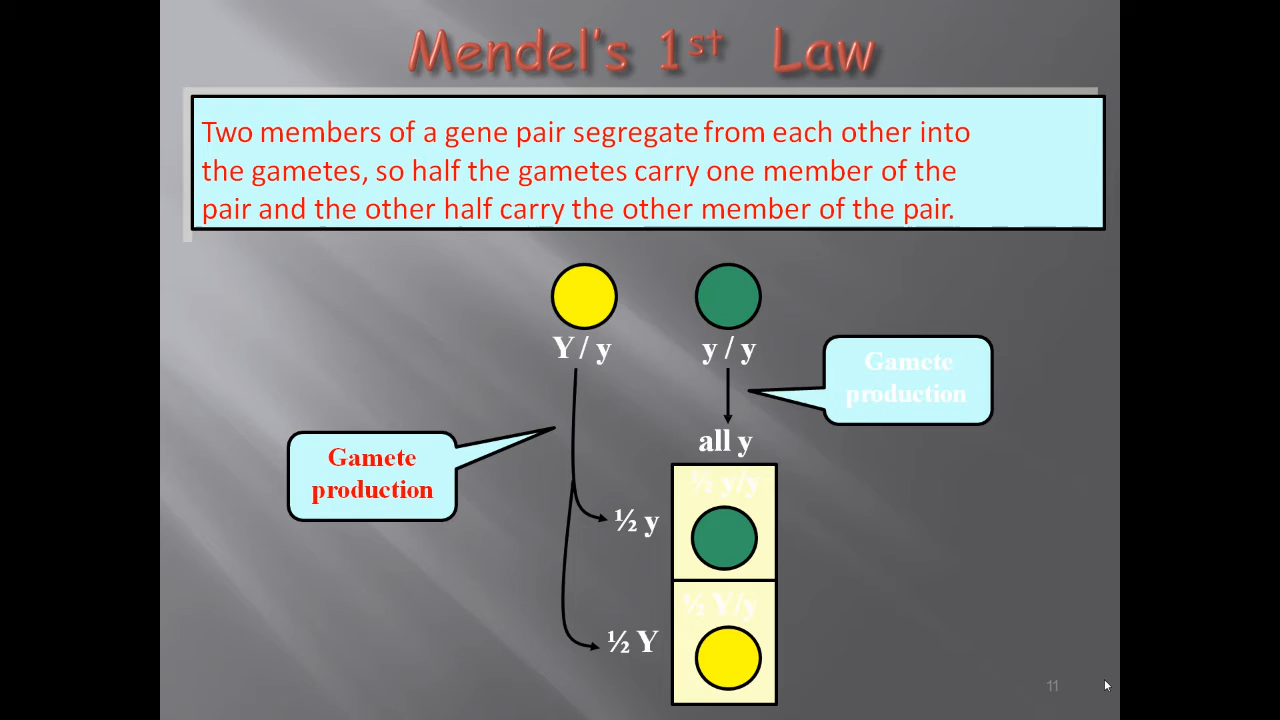 Mendel's 1st Law
Two members of a gene pair segregate from each other into
the gametes, so half the gametes carry one member of the
pair and the other half carry the other member of the pair.
Y / y
y / y
Gamete
production
all y
Gamete
production
½ y/y
½ y
½ Y/y
½ Y
11